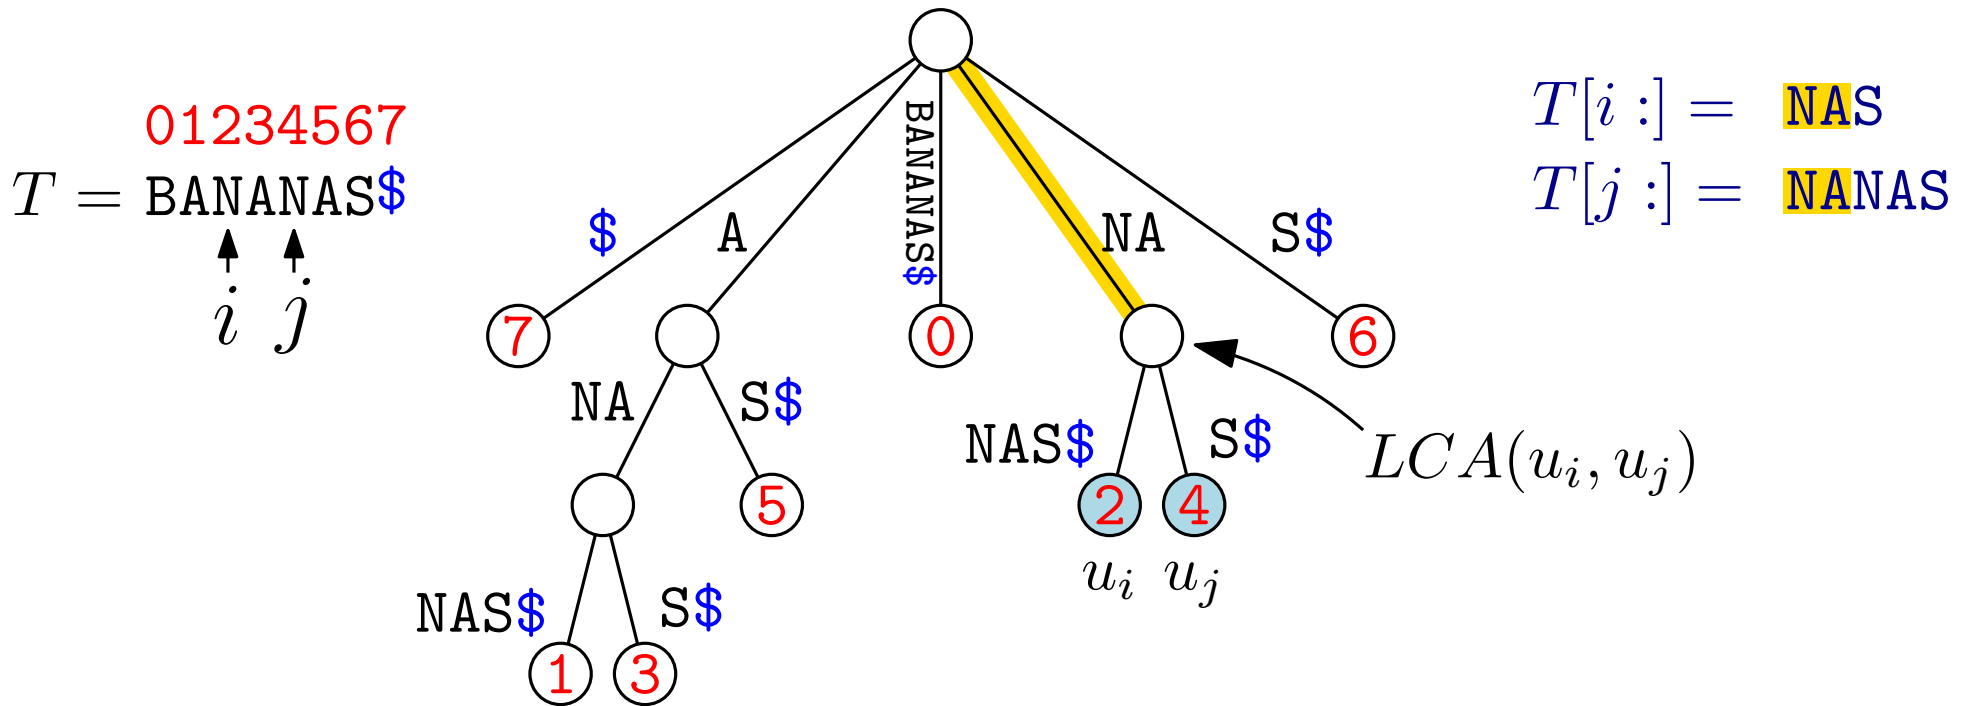 01234567
T = BANANAS$
i j
$
A
BANANAS$
NA
S$
T[i :] = NAS
T[j :] = NANAS
7
0
6
NA
S$
NAS$
S$
LCA(u_i, u_j)
5
2
4
u_i
u_j
NAS$
S$
1
3